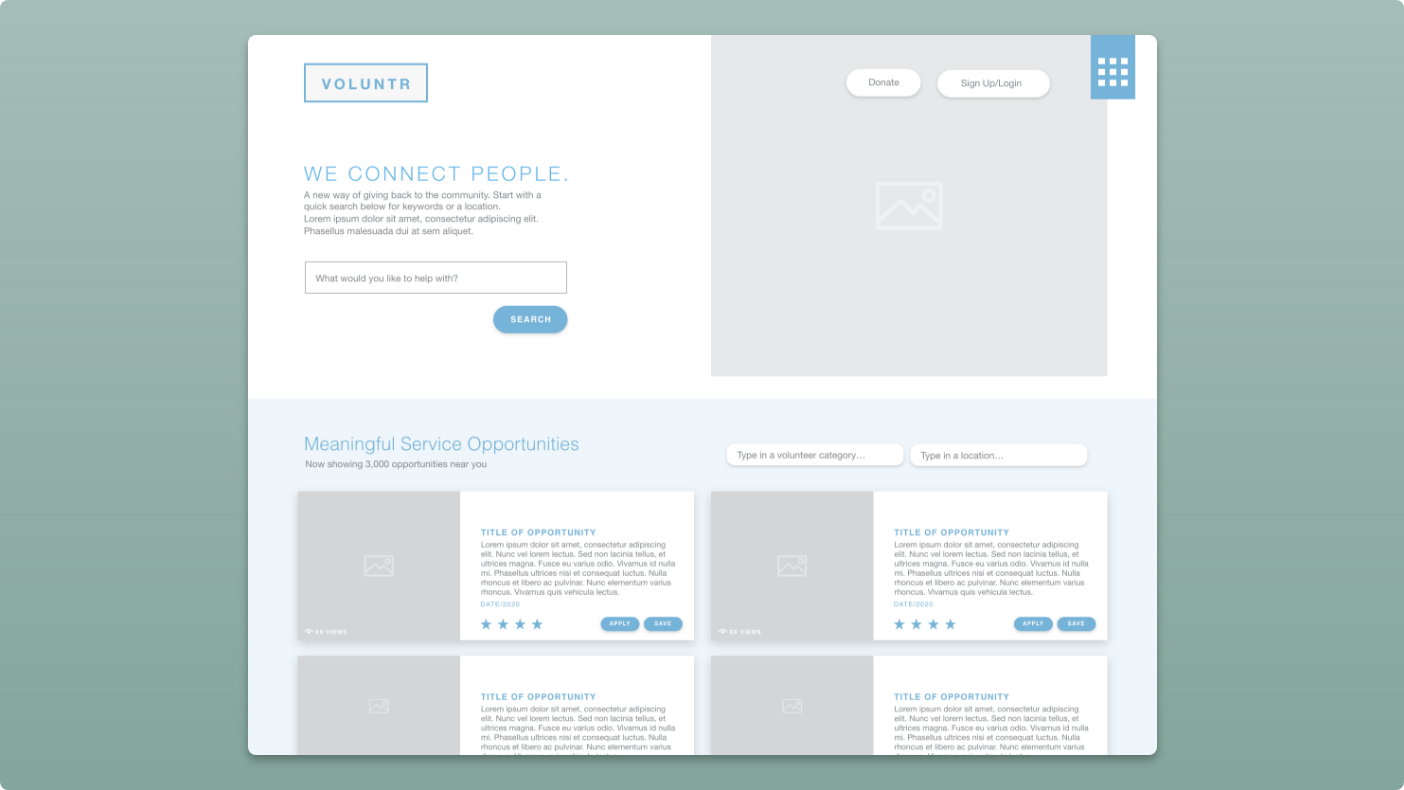 VOLUNTR
Donate
Sign Up/Login
WE CONNECT PEOPLE.
A new way of giving back to the community. Start with a
quick search below for keywords or a location.
Lorem ipsum dolor sit amet, consectetur adipiscing elit.
Phasellus malesuada dui at sem aliquet.
What would you like to help with?
SEARCH
Meaningful Service Opportunities
Now showing 3,000 opportunities near you
Type in a volunteer category...
Type in a location...
TITLE OF OPPORTUNITY
Lorem ipsum dolor sit amet, consectetur adipiscing
elit. Nunc vel lorem lectus. Sed non lacinia tellus, et
ultrices magna. Fusce eu varius odio. Vivamus id nulla
mi. Phasellus ultrices nisi et consequat luctus. Nulla
rhoncus et libero ac pulvinar. Nunc elementum varius
rhoncus. Vivamus quis vehicula lectus.
DATE/2020
XX VIEWS
APPLY
SAVE
TITLE OF OPPORTUNITY
Lorem ipsum dolor sit amet, consectetur adipiscing
elit. Nunc vel lorem lectus. Sed non lacinia tellus, et
ultrices magna. Fusce eu varius odio. Vivamus id nulla
mi. Phasellus ultrices nisi et consequat luctus. Nulla
rhoncus et libero ac pulvinar. Nunc elementum varius
rhoncus. Vivamus quis vehicula lectus.
DATE/2020
XX VIEWS
APPLY
SAVE
TITLE OF OPPORTUNITY
Lorem ipsum dolor sit amet, consectetur adipiscing
elit. Nunc vel lorem lectus. Sed non lacinia tellus, et
ultrices magna. Fusce eu varius odio. Vivamus id nulla
mi. Phasellus ultrices nisi et consequat luctus. Nulla
rhoncus et libero ac pulvinar. Nunc elementum varius
TITLE OF OPPORTUNITY
Lorem ipsum dolor sit amet, consectetur adipiscing
elit. Nunc vel lorem lectus. Sed non lacinia tellus, et
ultrices magna. Fusce eu varius odio. Vivamus id nulla
mi. Phasellus ultrices nisi et consequat luctus. Nulla
rhoncus et libero ac pulvinar. Nunc elementum varius